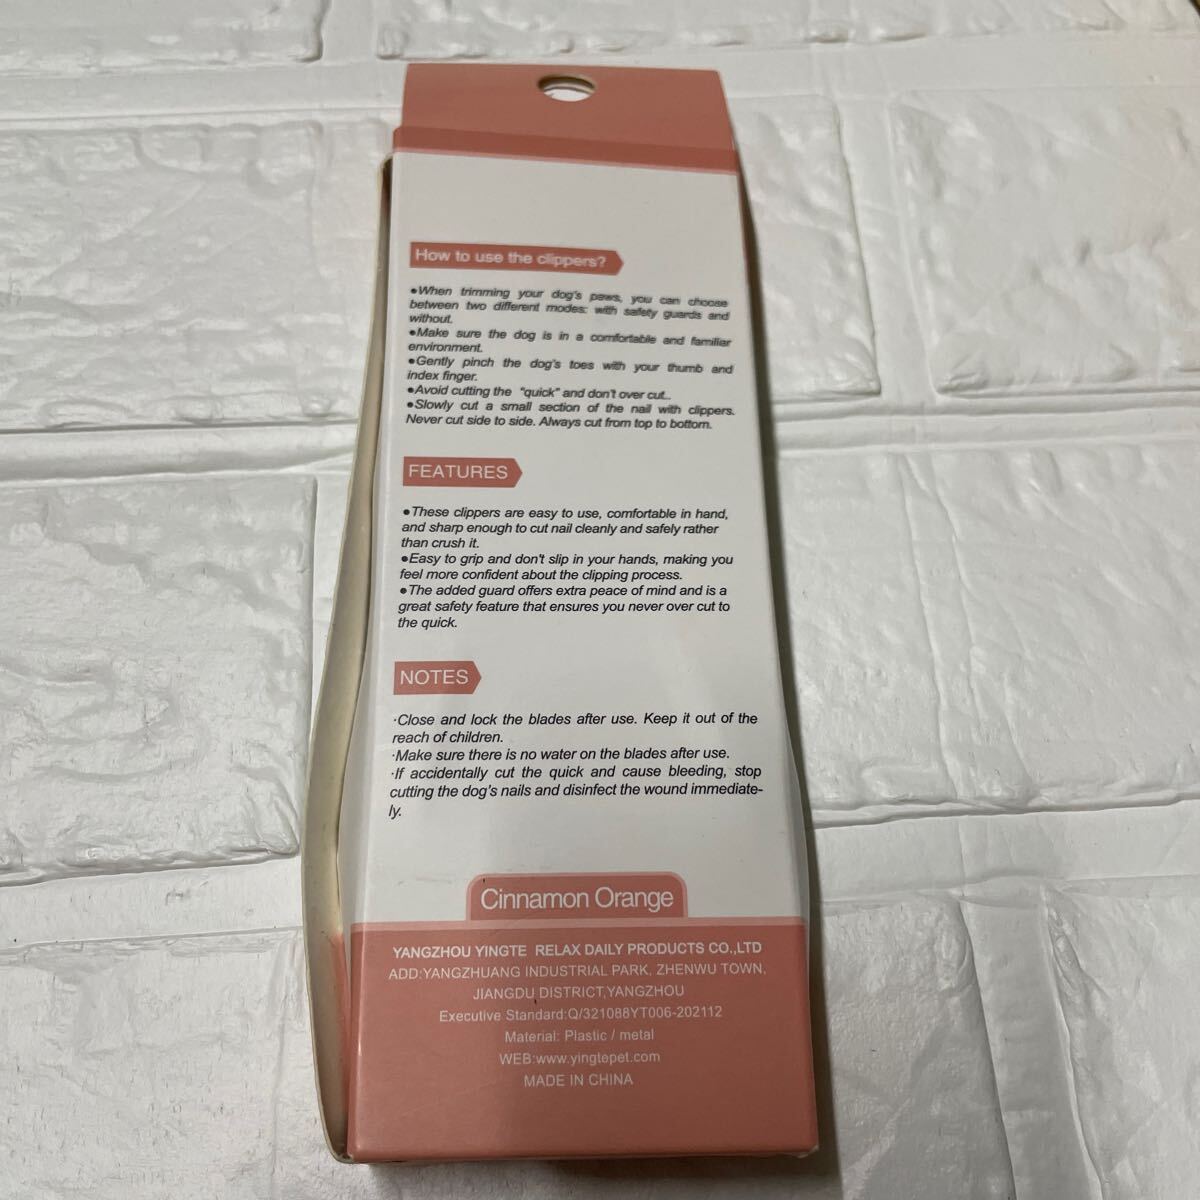 How to use the clippers?
●When trimming your dog's paws, you can choose
between two different modes: with safety guards and
without.
●Make sure the dog is in a comfortable and familiar
environment.
●Gently pinch the dog's toes with your thumb and
index finger.
●Avoid cutting the "quick" and don't over cut..
●Slowly cut a small section of the nail with clippers.
Never cut side to side. Always cut from top to bottom.
FEATURES
●These clippers are easy to use, comfortable in hand,
and sharp enough to cut nail cleanly and safely rather
than crush it.
●Easy to grip and don't slip in your hands, making you
feel more confident about the clipping process.
●The added guard offers extra peace of mind and is a
great safety feature that ensures you never over cut to
the quick.
NOTES
·Close and lock the blades after use. Keep it out of the
reach of children.
·Make sure there is no water on the blades after use.
·If accidentally cut the quick and cause bleeding, stop
cutting the dog's nails and disinfect the wound immediate-
ly.
Cinnamon Orange
YANGZHOU YINGTE RELAX DAILY PRODUCTS CO.,LTD
ADD:YANGZHUANG INDUSTRIAL PARK, ZHENWU TOWN,
JIANGDU DISTRICT,YANGZHOU
Executive Standard:Q/321088YT006-202112
Material: Plastic / metal
WEB:www.yingtepet.com
MADE IN CHINA